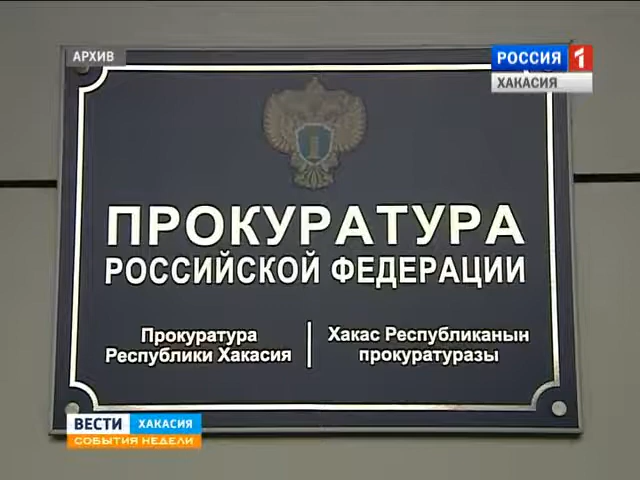 АРХИВ
РОССИЯ 1
ХАКАСИЯ
ПРОКУРАТУРА
РОССИЙСКОЙ ФЕДЕРАЦИИ
Прокуратура
Республики Хакасия
Хакас Республиканын
прокуратуразы
ВЕСТИ ХАКАСИЯ
СОБЫТИЯ НЕДЕЛИ